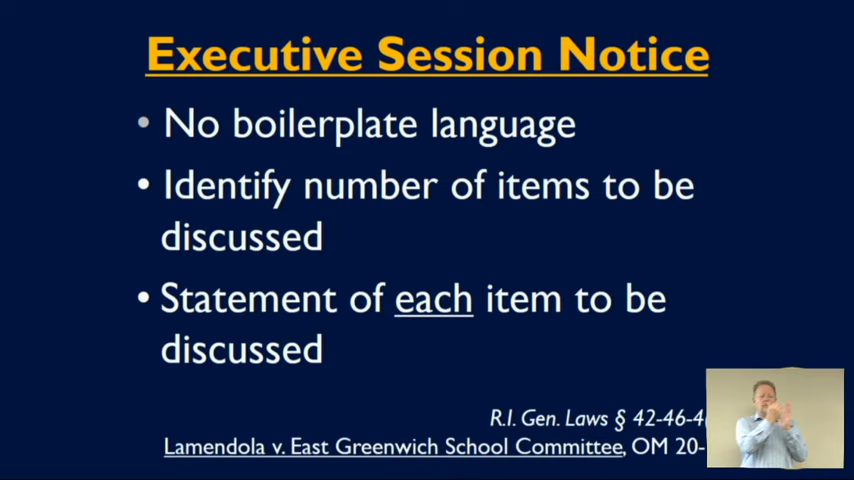 Executive Session Notice
• No boilerplate language
• Identify number of items to be
discussed
• Statement of each item to be
discussed
R.I. Gen. Laws § 42-46-4
Lamendola v. East Greenwich School Committee, OM 20-